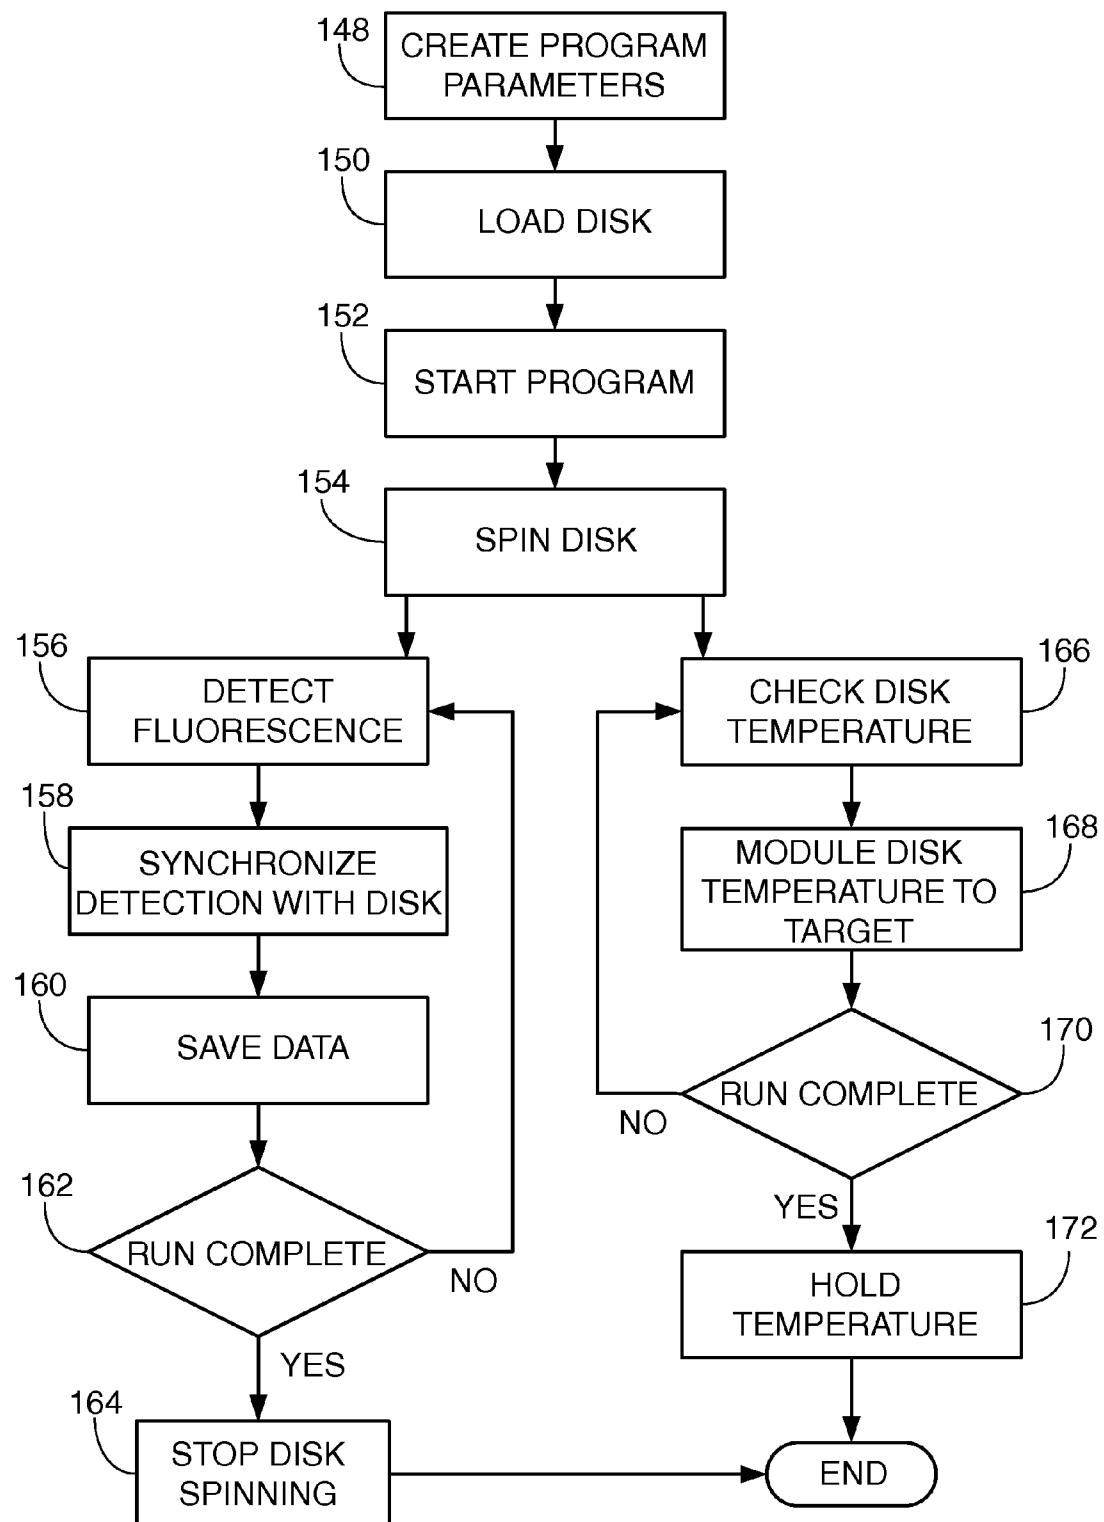 148
CREATE PROGRAM
PARAMETERS
150
LOAD DISK
152
START PROGRAM
154
SPIN DISK
156
DETECT
FLUORESCENCE
158
SYNCHRONIZE
DETECTION WITH DISK
160
SAVE DATA
162
RUN COMPLETE
NO
YES
164
STOP DISK
SPINNING
166
CHECK DISK
TEMPERATURE
168
MODULE DISK
TEMPERATURE TO
TARGET
170
RUN COMPLETE
NO
YES
172
HOLD
TEMPERATURE
END